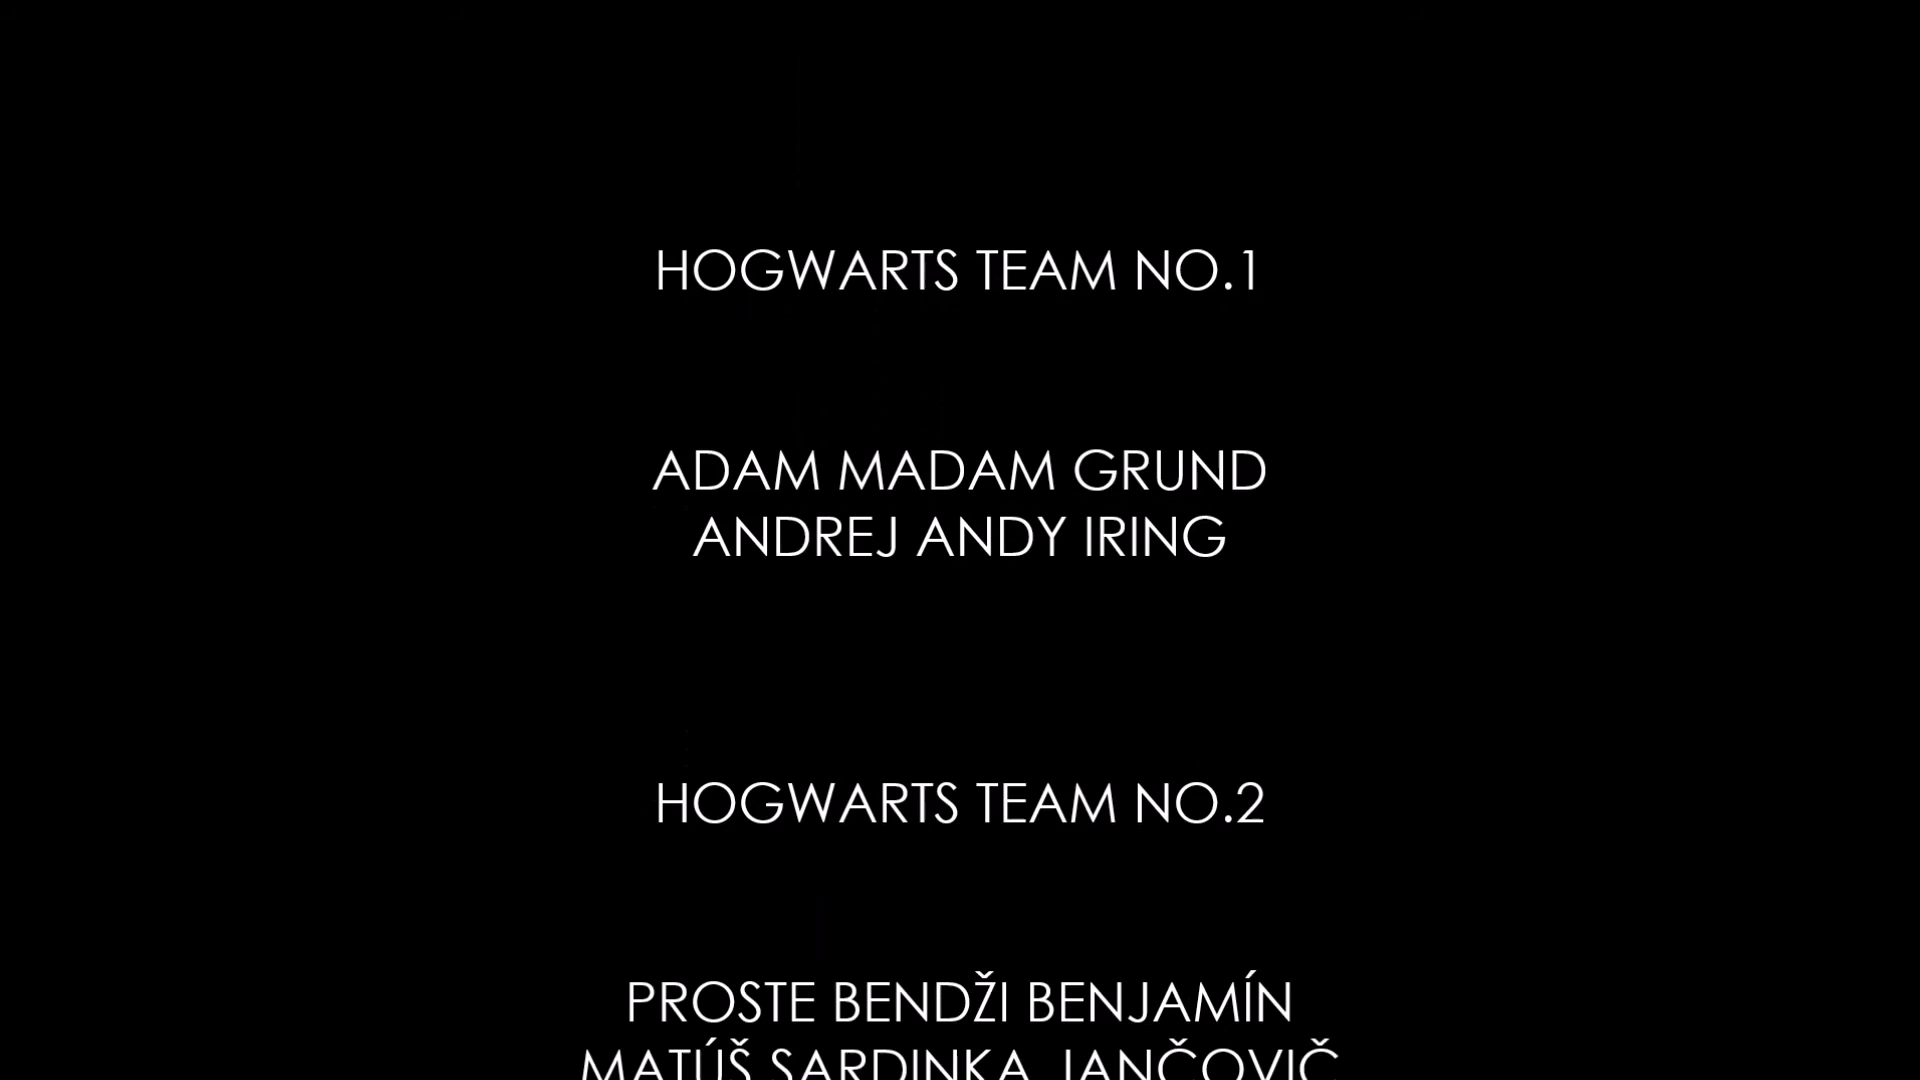 HOGWARTS TEAM NO.1
ADAM MADAM GRUND
ANDREJ ANDY IRING
HOGWARTS TEAM NO.2
PROSTE BENDŽI BENJAMÍN
MATÚŠ SARDINKA JANČOVIČ